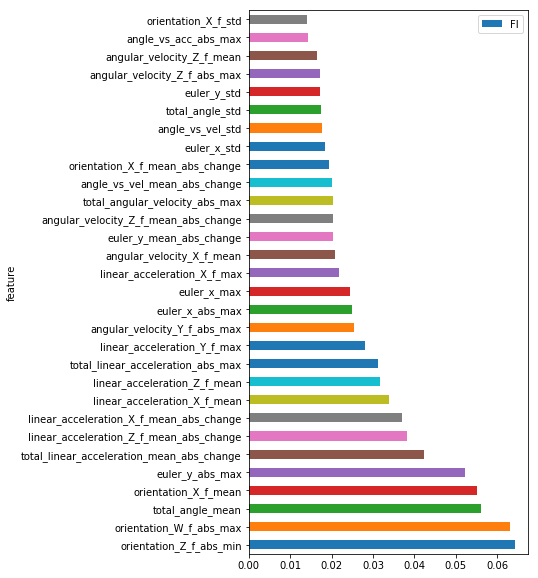 FI
feature
orientation_X_f_std
angle_vs_acc_abs_max
angular_velocity_Z_f_mean
angular_velocity_Z_f_abs_max
euler_y_std
total_angle_std
angle_vs_vel_std
euler_x_std
orientation_X_f_mean_abs_change
angle_vs_vel_mean_abs_change
total_angular_velocity_abs_max
angular_velocity_Z_f_mean_abs_change
euler_y_mean_abs_change
angular_velocity_X_f_mean
linear_acceleration_X_f_max
euler_x_max
euler_x_abs_max
angular_velocity_Y_f_abs_max
linear_acceleration_Y_f_max
total_linear_acceleration_abs_max
linear_acceleration_Z_f_mean
linear_acceleration_X_f_mean
linear_acceleration_X_f_mean_abs_change
linear_acceleration_Z_f_mean_abs_change
total_linear_acceleration_mean_abs_change
euler_y_abs_max
orientation_X_f_mean
total_angle_mean
orientation_W_f_abs_max
orientation_Z_f_abs_min
0.00 0.01 0.02 0.03 0.04 0.05 0.06